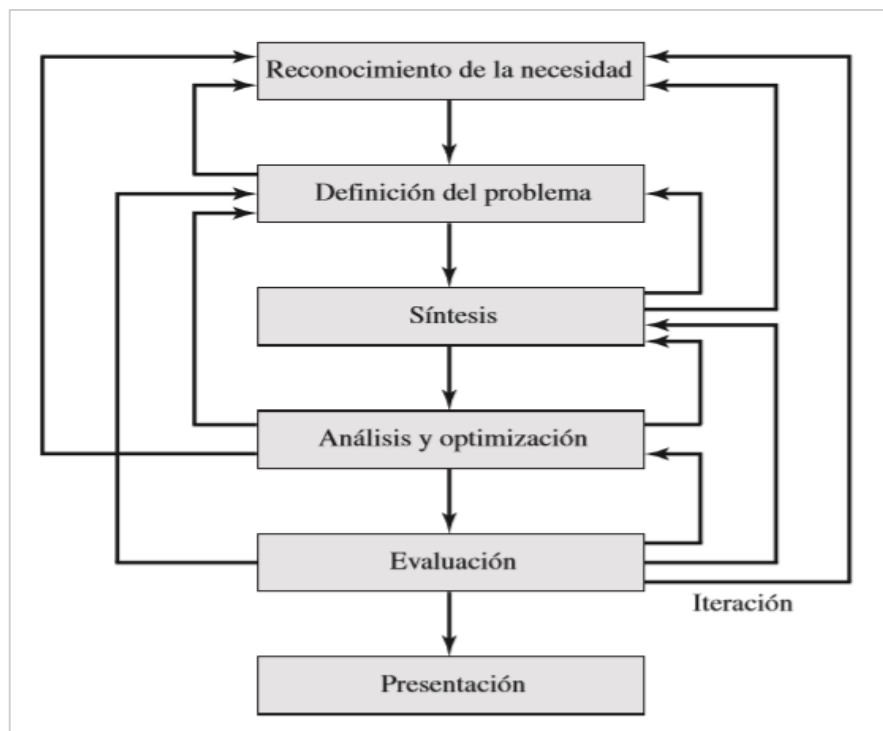 Reconocimiento de la necesidad
Definición del problema
Síntesis
Análisis y optimización
Evaluación
Iteración
Presentación